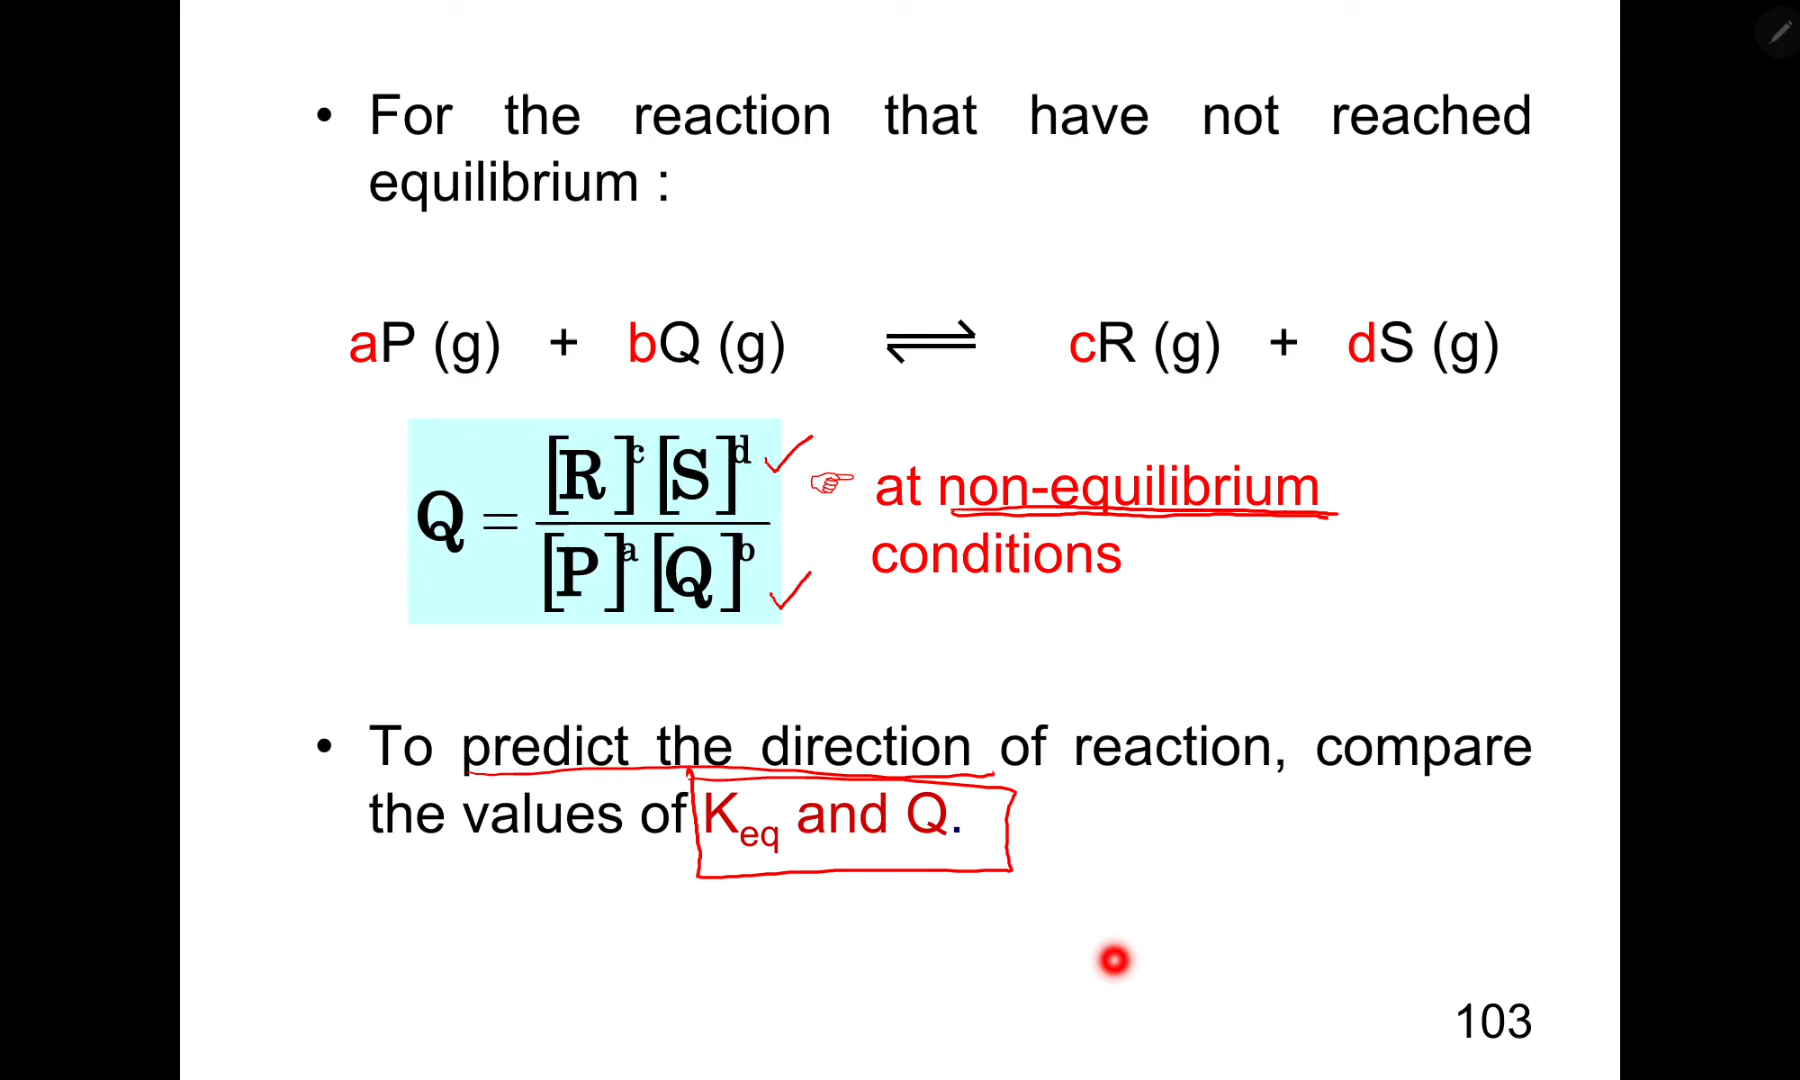 • For the reaction that have not reached
equilibrium :
aP (g) + bQ (g) ⇌ cR (g) + dS (g)
Q = [R]^c [S]^d / [P]^a [Q]^b
☞ at non-equilibrium
conditions
• To predict the direction of reaction, compare
the values of K_eq and Q.
103